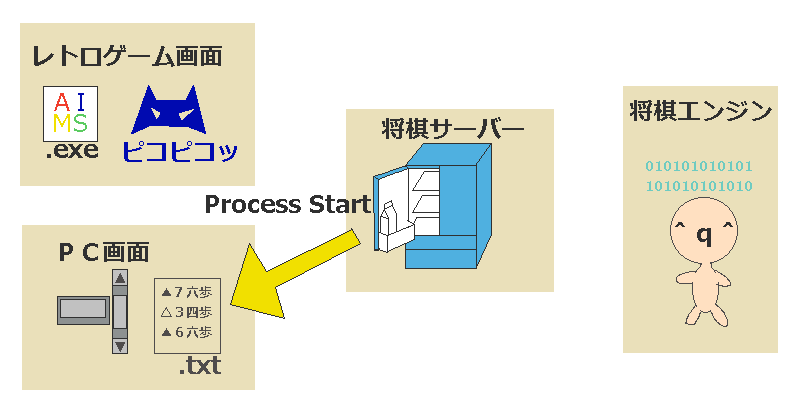 レトロゲーム画面
AI
MS
.exe
ピコピコッ
将棋サーバー
Process Start
ＰＣ画面
▲７六歩
△３四歩
▲６六歩
.txt
将棋エンジン
010101010101
101010101010
^ q ^